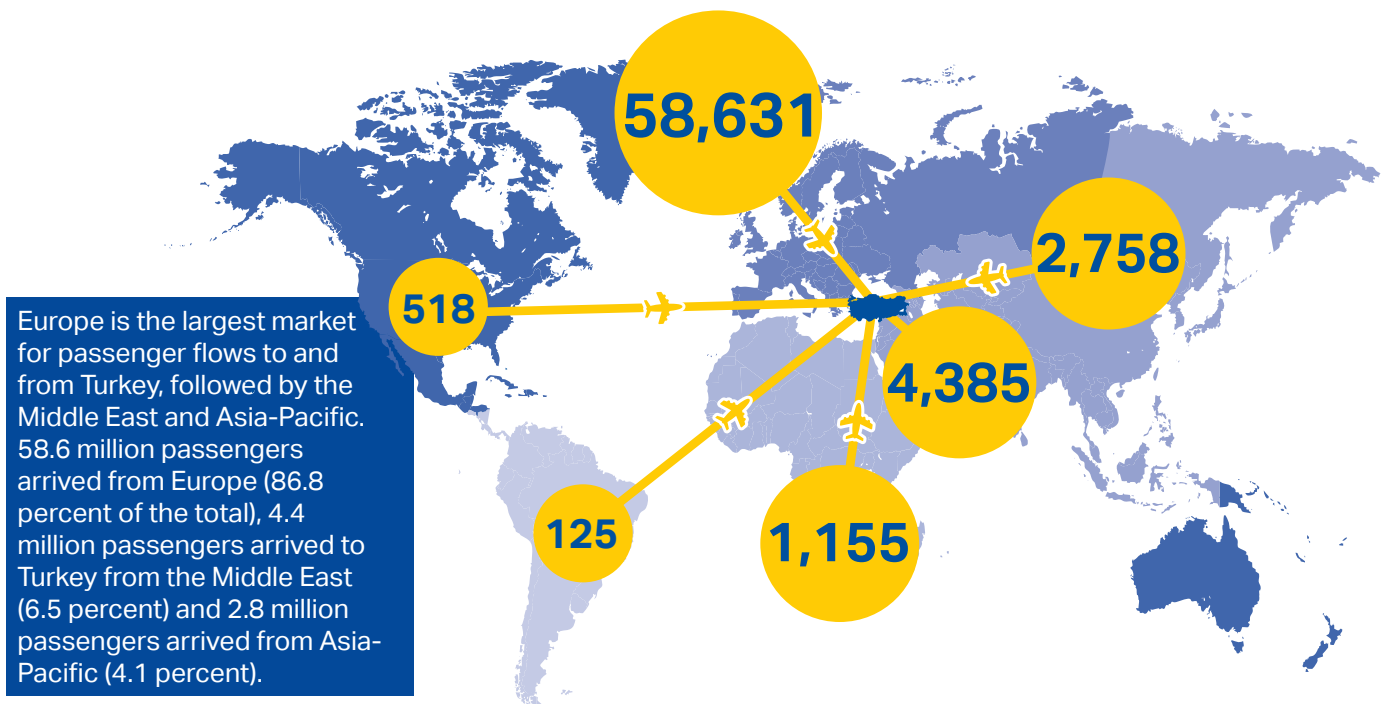 58,631
2,758
518
4,385
125
1,155
Europe is the largest market
for passenger flows to and
from Turkey, followed by the
Middle East and Asia-Pacific.
58.6 million passengers
arrived from Europe (86.8
percent of the total), 4.4
million passengers arrived to
Turkey from the Middle East
(6.5 percent) and 2.8 million
passengers arrived from Asia-
Pacific (4.1 percent).